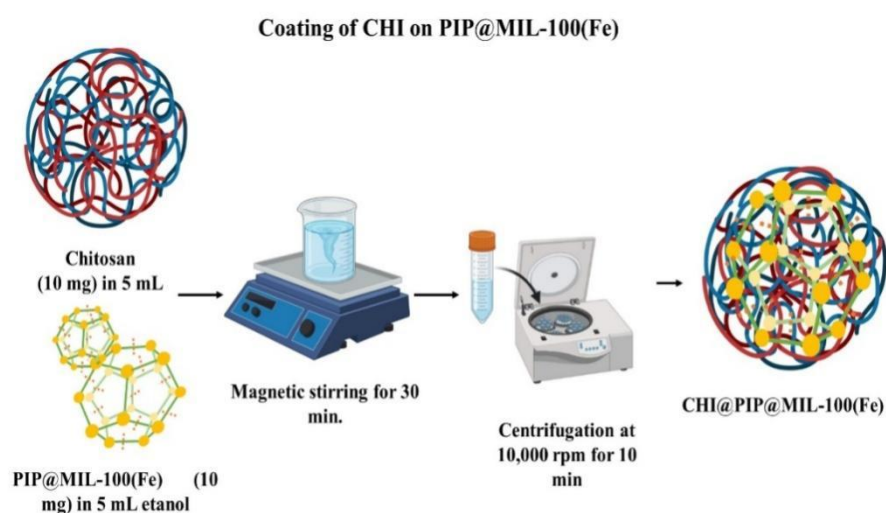 Coating of CHI on PIP@MIL-100(Fe)
Chitosan
(10 mg) in 5 mL
PIP@MIL-100(Fe) (10
mg) in 5 mL etanol
Magnetic stirring for 30
min.
Centrifugation at
10,000 rpm for 10
min
CHI@PIP@MIL-100(Fe)